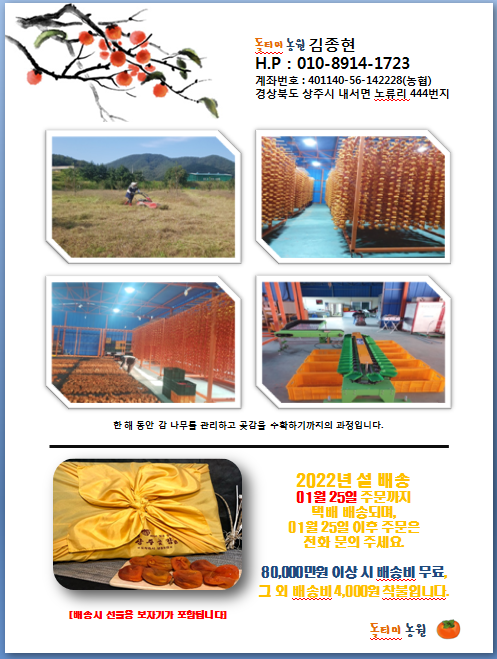 돌티미 농원 김종현
H.P : 010-8914-1723
계좌번호 : 401140-56-142228(농협)
경상북도 상주시 내서면 노류리 444번지
한 해 동안 감 나무를 관리하고 곶감을 수확하기까지의 과정입니다.
2022년 설 배송
01월 25일 주문까지
택배 배송되며,
01월 25일 이후 주문은
전화 문의 주세요.
80,000만원 이상 시 배송비 무료,
그 외 배송비 4,000원 착불입니다.
[배송시 선물용 보자기가 포함됩니다]
돌티미 농원